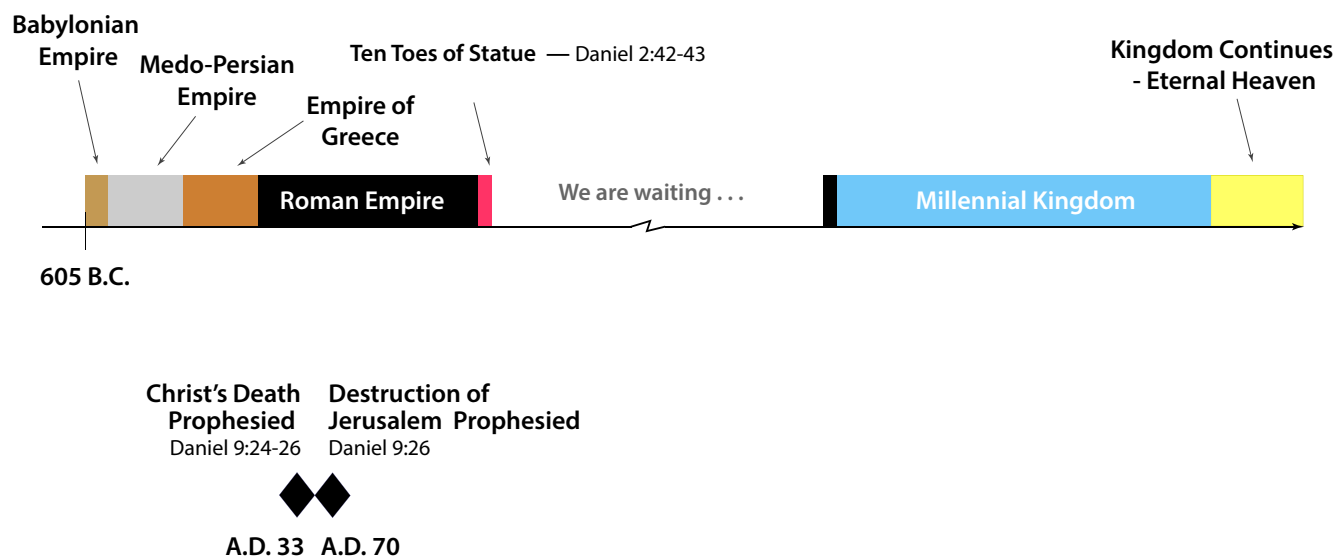 Babylonian
Empire
Medo-Persian
Empire
Empire of
Greece
Ten Toes of Statue — Daniel 2:42-43
Kingdom Continues
- Eternal Heaven
Roman Empire
We are waiting . . .
Millennial Kingdom
605 B.C.
Christ’s Death
Prophesied
Daniel 9:24-26
Destruction of
Jerusalem Prophesied
Daniel 9:26
A.D. 33
A.D. 70